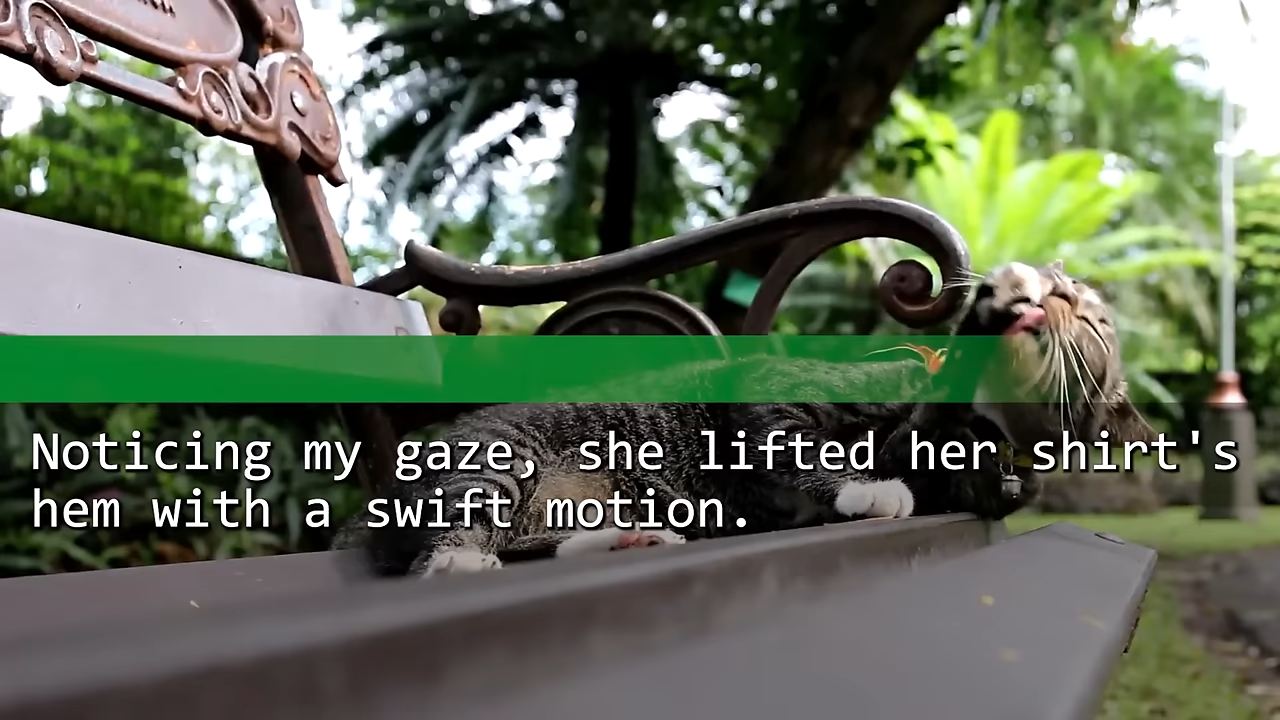 Noticing my gaze, she lifted her shirt's
hem with a swift motion.